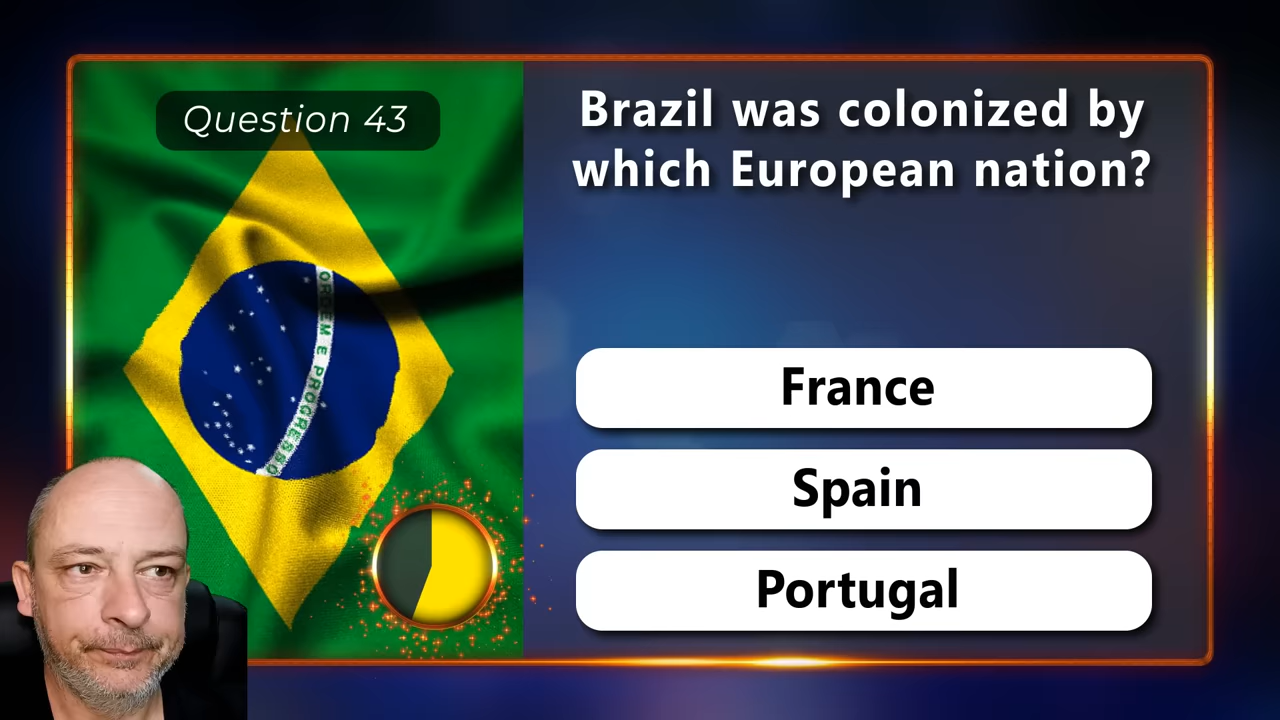 Question 43
Brazil was colonized by
which European nation?
ORDEM E PROGRESSO
France
Spain
Portugal